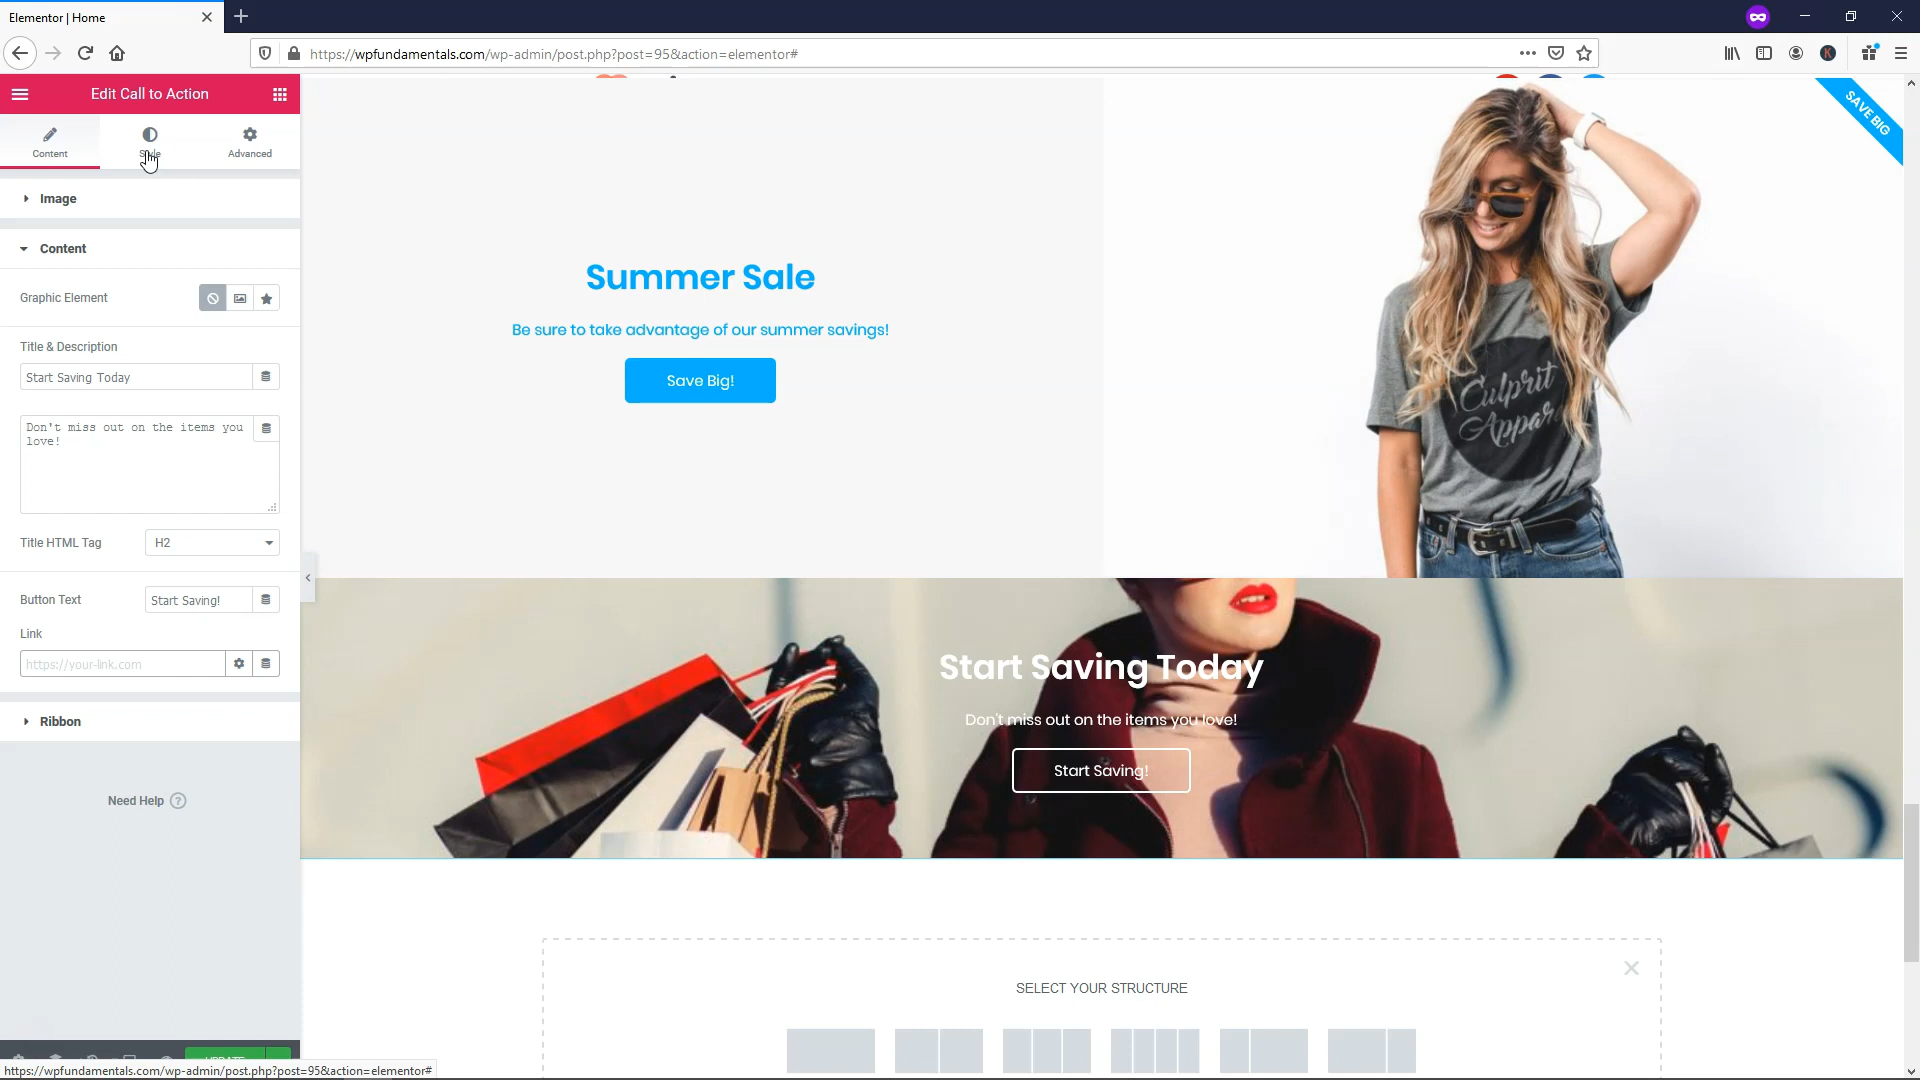 Elementor | Home
https://wpfundamentals.com/wp-admin/post.php?post=95&action=elementor#
Edit Call to Action
Content
Style
Advanced
Image
Content
Graphic Element
Title & Description
Start Saving Today
Don't miss out on the items you
love!
Title HTML Tag
H2
Button Text
Start Saving!
Link
https://your-link.com
Ribbon
Need Help
UPDATE
https://wpfundamentals.com/wp-admin/post.php?post=95&action=elementor#
SAVE BIG
Summer Sale
Be sure to take advantage of our summer savings!
Save Big!
Culprit
Apparel
Start Saving Today
Don't miss out on the items you love!
Start Saving!
SELECT YOUR STRUCTURE